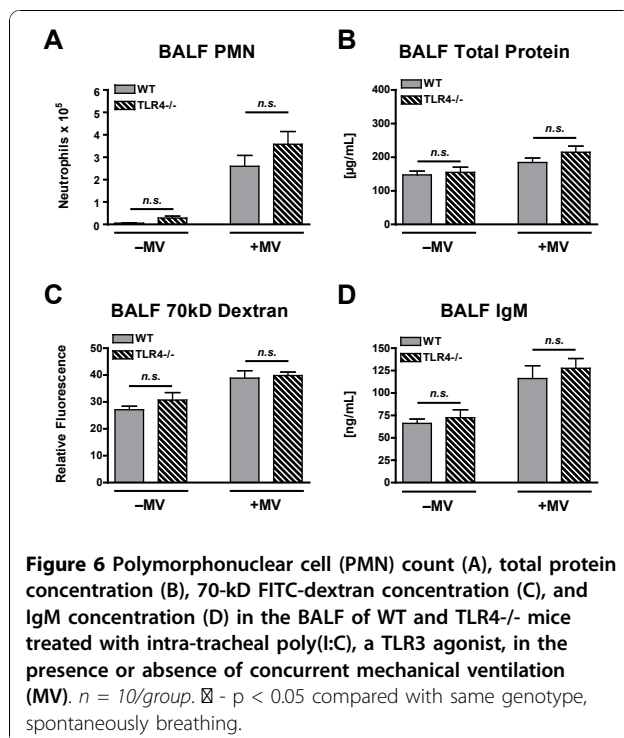 A
BALF PMN
WT
TLR4-/-
Neutrophils x 10⁵
6
5
4
3
2
1
0
n.s.
n.s.
–MV
+MV
B
BALF Total Protein
WT
TLR4-/-
[µg/mL]
400
300
200
100
0
n.s.
n.s.
–MV
+MV
C
BALF 70kD Dextran
WT
TLR4-/-
Relative Fluorescence
50
40
30
20
10
0
n.s.
n.s.
–MV
+MV
D
BALF IgM
WT
TLR4-/-
[ng/mL]
150
125
100
75
50
25
0
n.s.
n.s.
–MV
+MV
Figure 6 Polymorphonuclear cell (PMN) count (A), total protein
concentration (B), 70-kD FITC-dextran concentration (C), and
IgM concentration (D) in the BALF of WT and TLR4-/- mice
treated with intra-tracheal poly(I:C), a TLR3 agonist, in the
presence or absence of concurrent mechanical ventilation
(MV). n = 10/group. - p < 0.05 compared with same genotype,
spontaneously breathing.